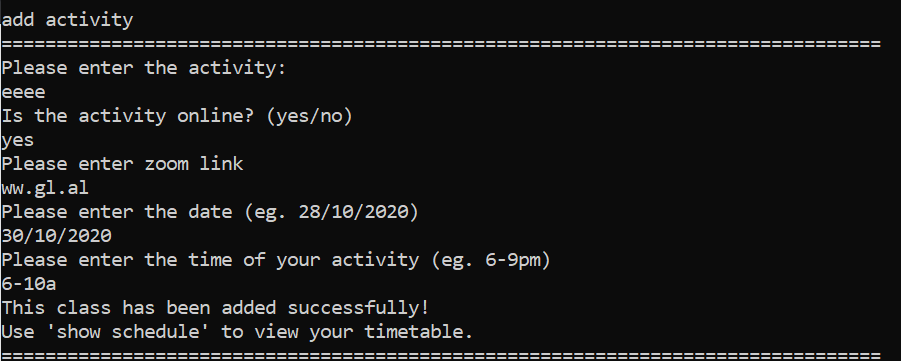 add activity
================================================================================
Please enter the activity:
eeee
Is the activity online? (yes/no)
yes
Please enter zoom link
ww.gl.al
Please enter the date (eg. 28/10/2020)
30/10/2020
Please enter the time of your activity (eg. 6-9pm)
6-10a
This class has been added successfully!
Use 'show schedule' to view your timetable.
================================================================================